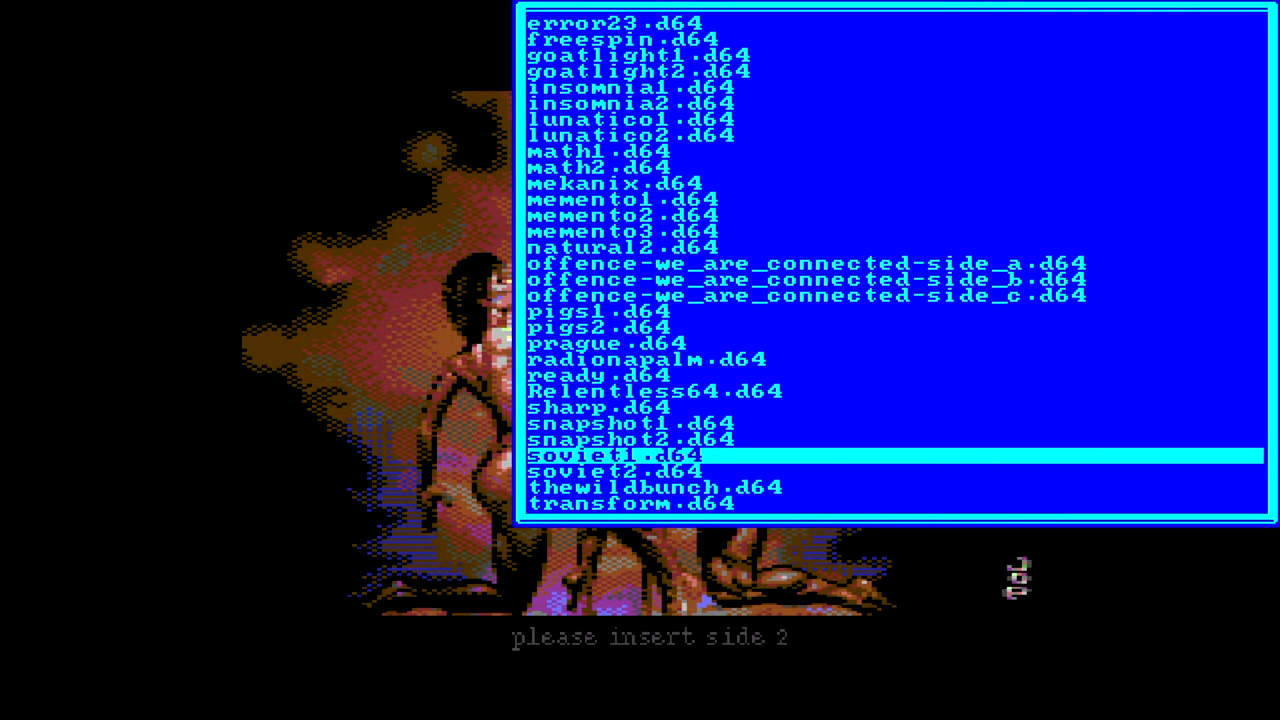 error23.d64
freespin.d64
goatlight1.d64
goatlight2.d64
insomnia1.d64
insomnia2.d64
lunatico1.d64
lunatico2.d64
math1.d64
math2.d64
mekanix.d64
memento1.d64
memento2.d64
memento3.d64
natural2.d64
offence-we_are_connected-side_a.d64
offence-we_are_connected-side_b.d64
offence-we_are_connected-side_c.d64
pigs1.d64
pigs2.d64
prague.d64
radionapalm.d64
ready.d64
Relentless64.d64
sharp.d64
snapshot1.d64
snapshot2.d64
soviet1.d64
soviet2.d64
thewildbunch.d64
transform.d64
please insert side 2